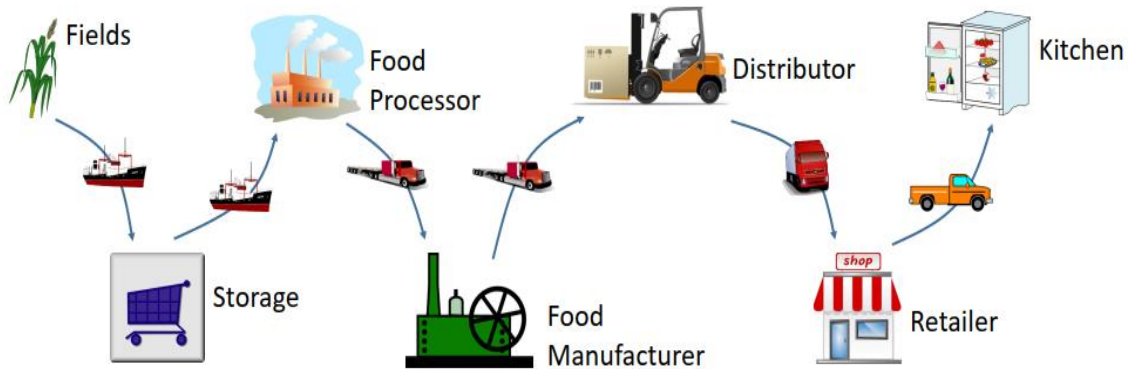 Fields
Food
Processor
Distributor
Kitchen
Storage
Food
Manufacturer
shop
Retailer